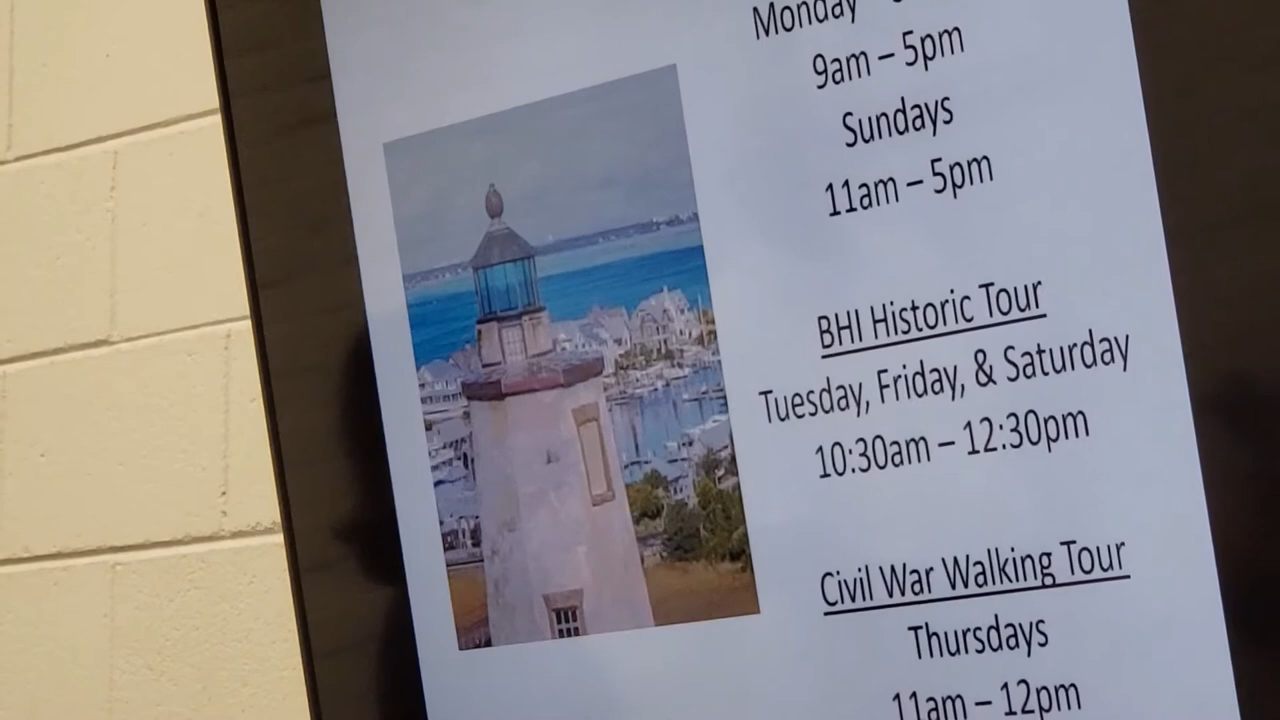 Monday
9am – 5pm
Sundays
11am – 5pm
BHI Historic Tour
Tuesday, Friday, & Saturday
10:30am – 12:30pm
Civil War Walking Tour
Thursdays
11am – 12pm